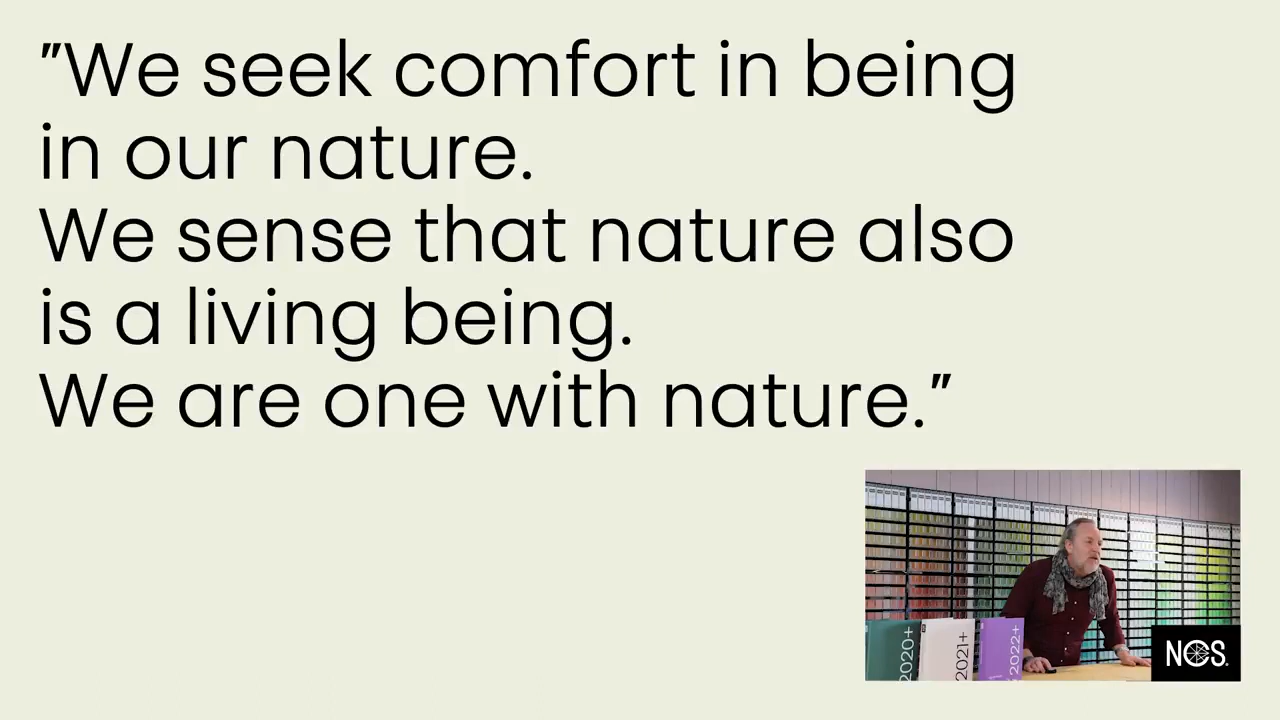 "We seek comfort in being
in our nature.
We sense that nature also
is a living being.
We are one with nature."
2020+
2021+
2022+
NCS